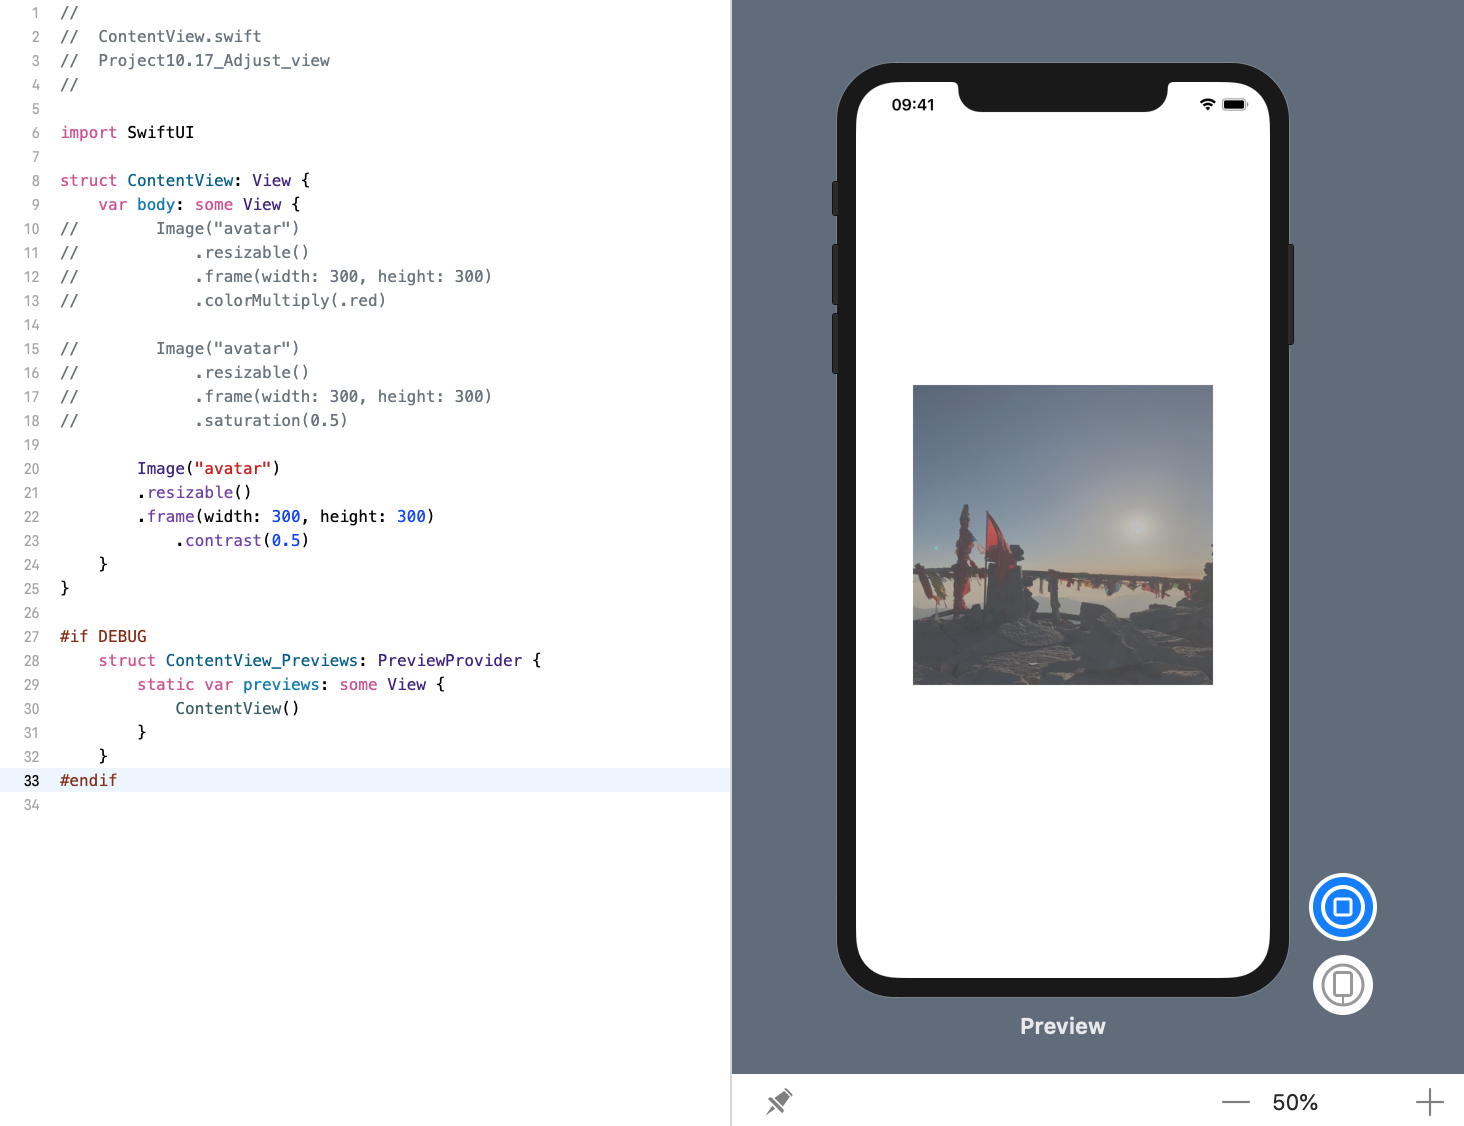 1 //
2 //  ContentView.swift
3 //  Project10.17_Adjust_view
4 //
5
6 import SwiftUI
7
8 struct ContentView: View {
9     var body: some View {
10 //        Image("avatar")
11 //            .resizable()
12 //            .frame(width: 300, height: 300)
13 //            .colorMultiply(.red)
14
15 //        Image("avatar")
16 //            .resizable()
17 //            .frame(width: 300, height: 300)
18 //            .saturation(0.5)
19
20         Image("avatar")
21         .resizable()
22         .frame(width: 300, height: 300)
23             .contrast(0.5)
24     }
25 }
26
27 #if DEBUG
28     struct ContentView_Previews: PreviewProvider {
29         static var previews: some View {
30             ContentView()
31         }
32     }
33 #endif
34
09:41
Preview
50%